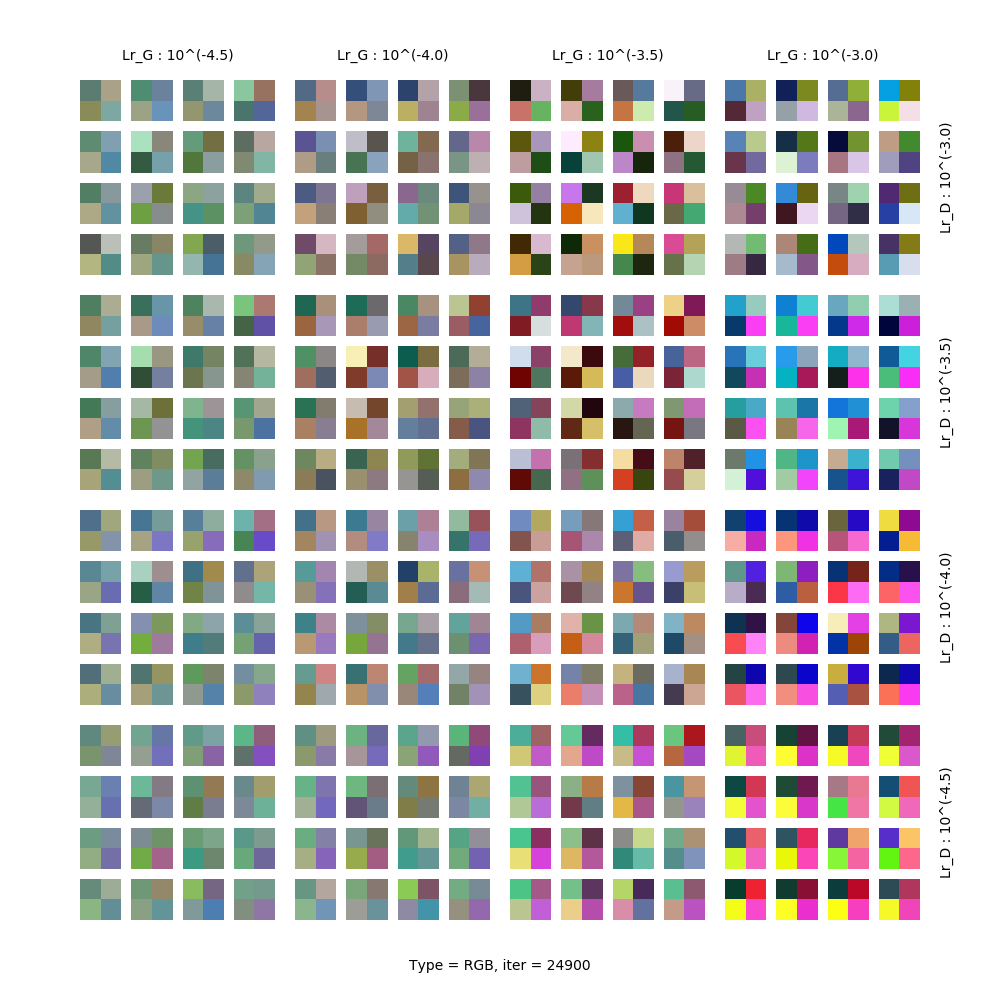 Lr_G : 10^(-4.5)
Lr_G : 10^(-4.0)
Lr_G : 10^(-3.5)
Lr_G : 10^(-3.0)
Lr_D : 10^(-3.0)
Lr_D : 10^(-3.5)
Lr_D : 10^(-4.0)
Lr_D : 10^(-4.5)
Type = RGB, iter = 24900